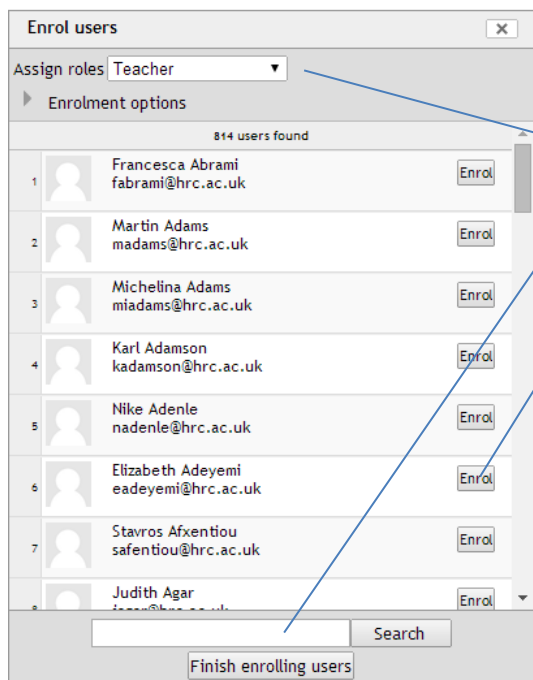 Enrol users
Assign roles Teacher
Enrolment options
814 users found
1 Francesca Abrami Enrol
fabrami@hrc.ac.uk
2 Martin Adams Enrol
madams@hrc.ac.uk
3 Michelina Adams Enrol
miadams@hrc.ac.uk
4 Karl Adamson Enrol
kadamson@hrc.ac.uk
5 Nike Adenle Enrol
nadenle@hrc.ac.uk
6 Elizabeth Adeyemi Enrol
eadeyemi@hrc.ac.uk
7 Stavros Afxentiou Enrol
safentiou@hrc.ac.uk
Judith Agar Enrol
Search
Finish enrolling users